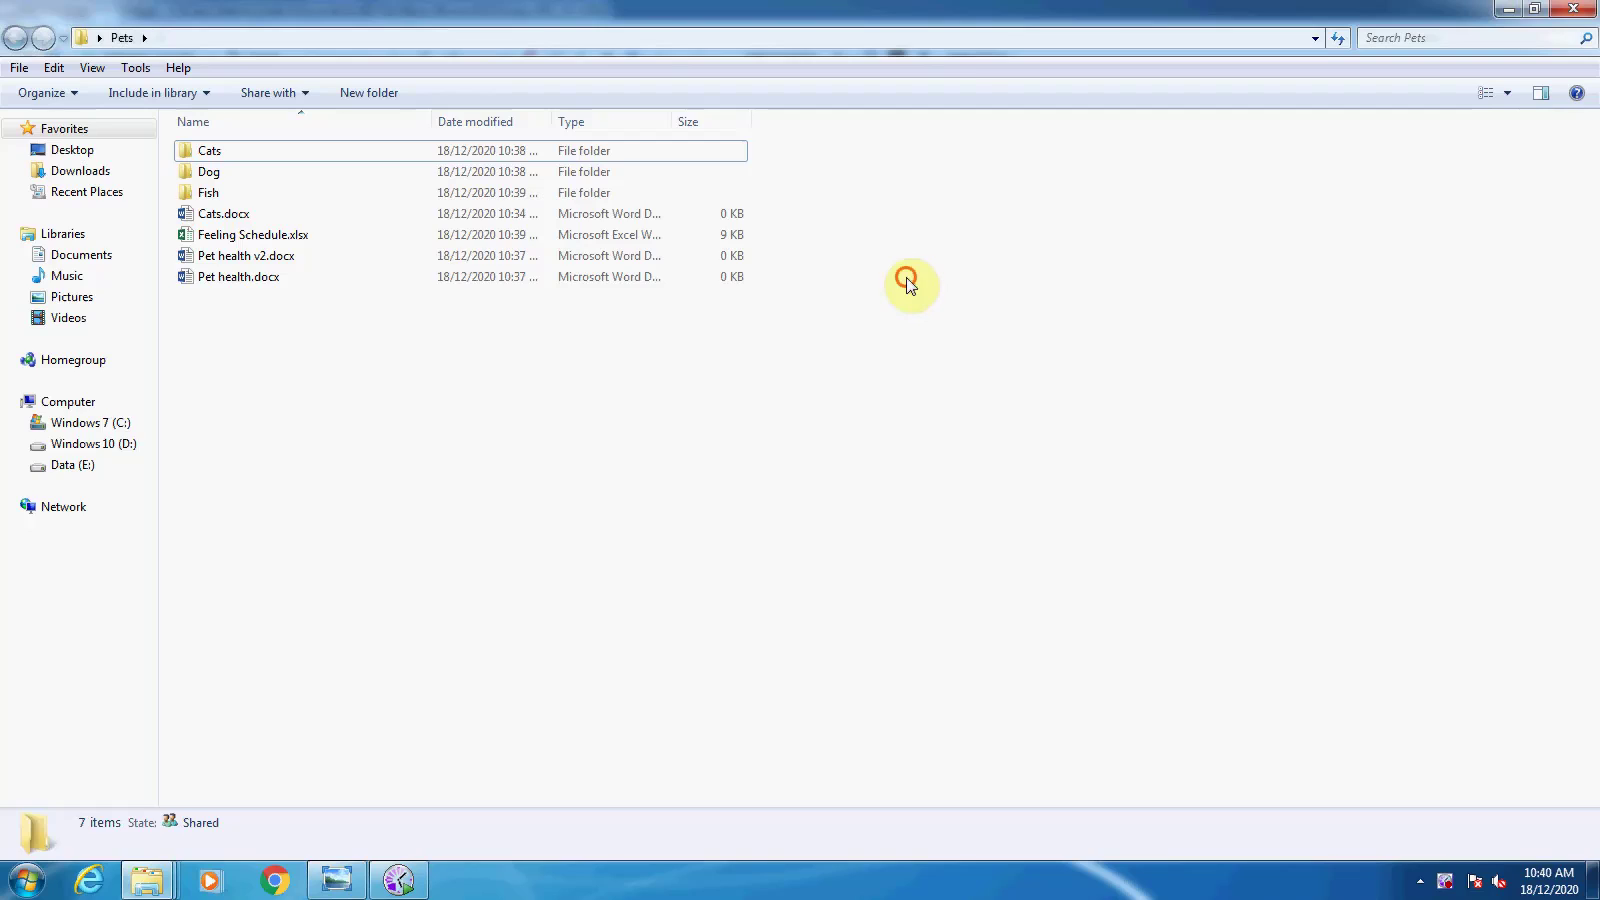 Pets
Search Pets
File Edit View Tools Help
Organize Include in library Share with New folder
Name Date modified Type Size
Favorites
Desktop
Downloads
Recent Places
Libraries
Documents
Music
Pictures
Videos
Homegroup
Computer
Windows 7 (C:)
Windows 10 (D:)
Data (E:)
Network
Cats 18/12/2020 10:38 ... File folder
Dog 18/12/2020 10:38 ... File folder
Fish 18/12/2020 10:39 ... File folder
Cats.docx 18/12/2020 10:34 ... Microsoft Word D... 0 KB
Feeling Schedule.xlsx 18/12/2020 10:39 ... Microsoft Excel W... 9 KB
Pet health v2.docx 18/12/2020 10:37 ... Microsoft Word D... 0 KB
Pet health.docx 18/12/2020 10:37 ... Microsoft Word D... 0 KB
7 items State: Shared
10:40 AM
18/12/2020